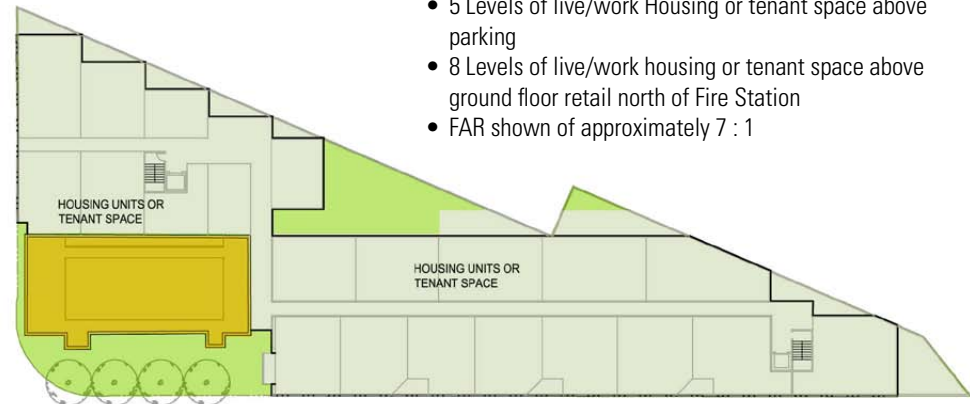 • 5 Levels of live/work Housing or tenant space above
parking
• 8 Levels of live/work housing or tenant space above
ground floor retail north of Fire Station
• FAR shown of approximately 7 : 1
HOUSING UNITS OR
TENANT SPACE
HOUSING UNITS OR
TENANT SPACE